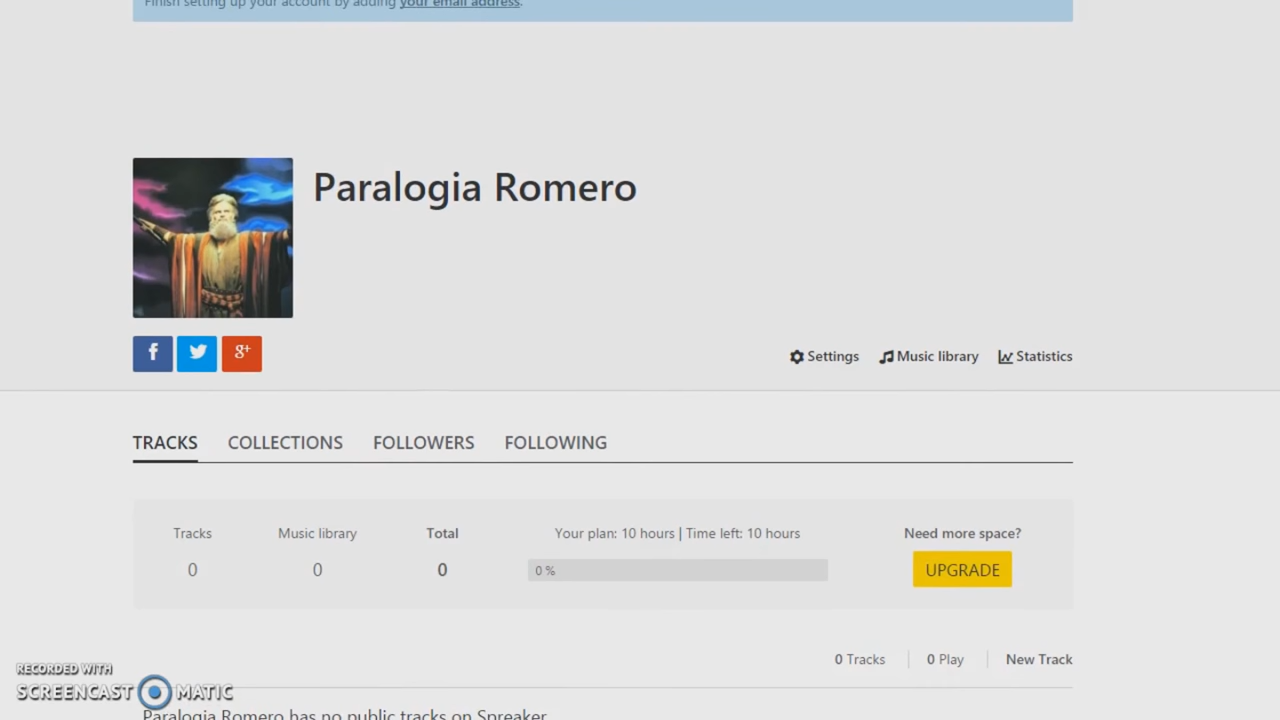 Finish setting up your account by adding your email address.
Paralogia Romero
f
g+
Settings Music library Statistics
TRACKS COLLECTIONS FOLLOWERS FOLLOWING
Tracks Music library Total Your plan: 10 hours | Time left: 10 hours Need more space?
0 0 0 0 % UPGRADE
0 Tracks 0 Play New Track
RECORDED WITH
SCREENCAST MATIC
Paralogia Romero has no public tracks on Spreaker